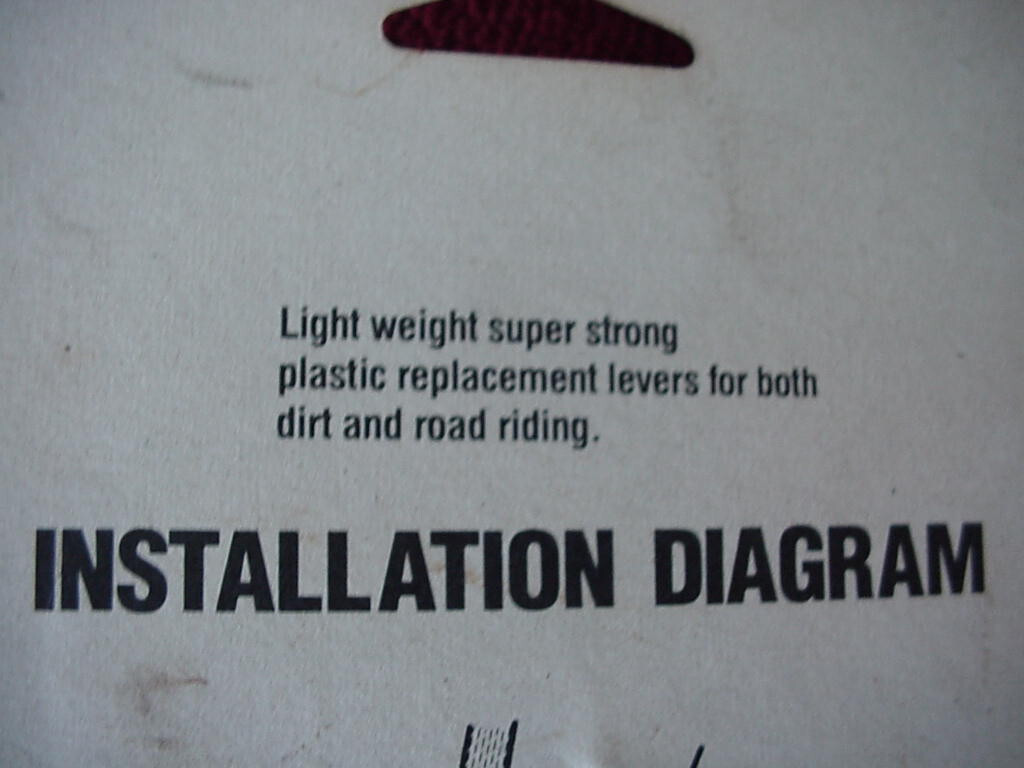 Light weight super strong
plastic replacement levers for both
dirt and road riding.
INSTALLATION DIAGRAM